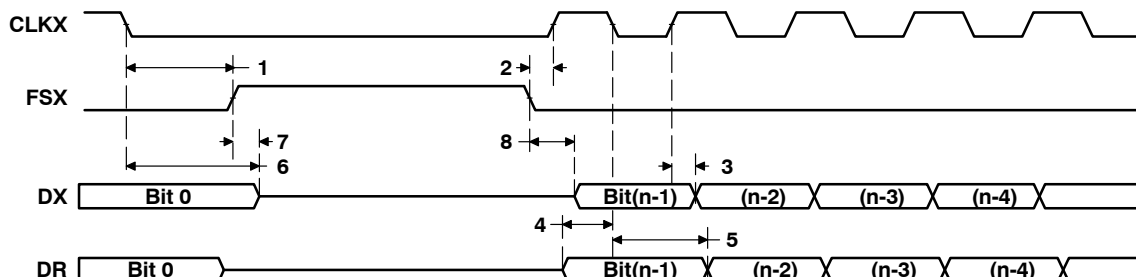 CLKX
1 2
FSX
7 8
6 3
DX Bit 0 Bit(n-1) (n-2) (n-3) (n-4)
4 5
DR Bit 0 Bit(n-1) (n-2) (n-3) (n-4)